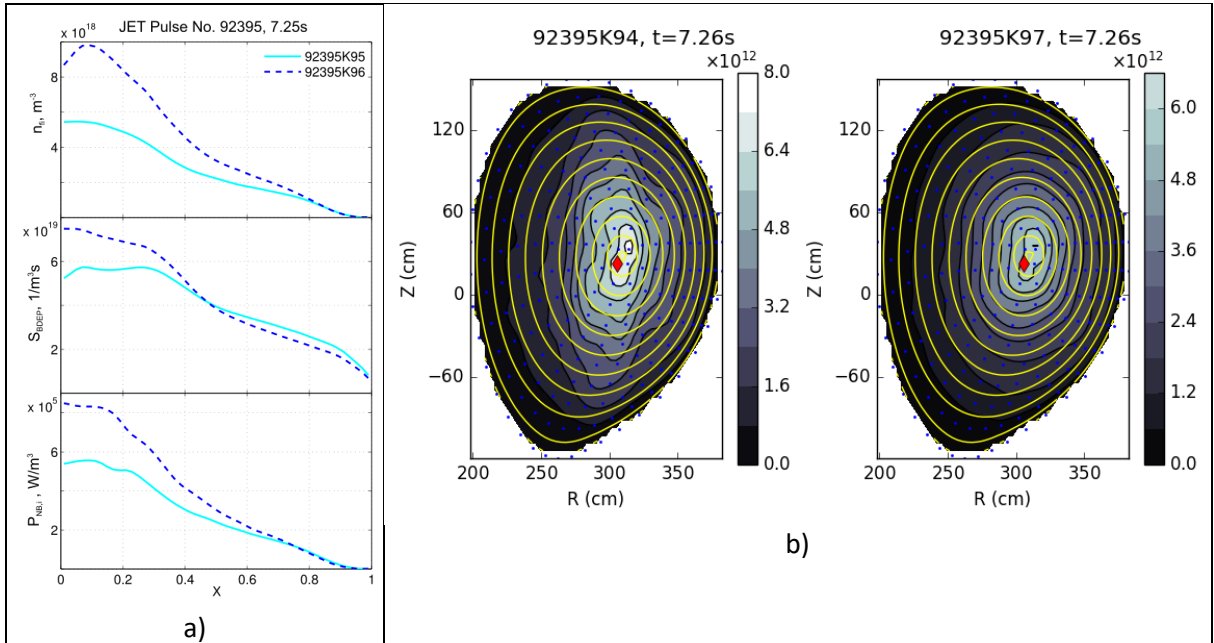 JET Pulse No. 92395, 7.25s
x 10^18
92395K95
92395K96
8
4
n_fi, m^-3
x 10^19
6
2
S_BDEP, 1/m^3s
x 10^5
6
2
P_NB,i , W/m^3
0 0.2 0.4 0.6 0.8 1
X
a)
92395K94, t=7.26s
×10^12
8.0
6.4
4.8
3.2
1.6
0.0
120
60
0
−60
Z (cm)
200 250 300 350
R (cm)
92395K97, t=7.26s
×10^12
6.0
4.8
3.6
2.4
1.2
0.0
120
60
0
−60
Z (cm)
200 250 300 350
R (cm)
b)